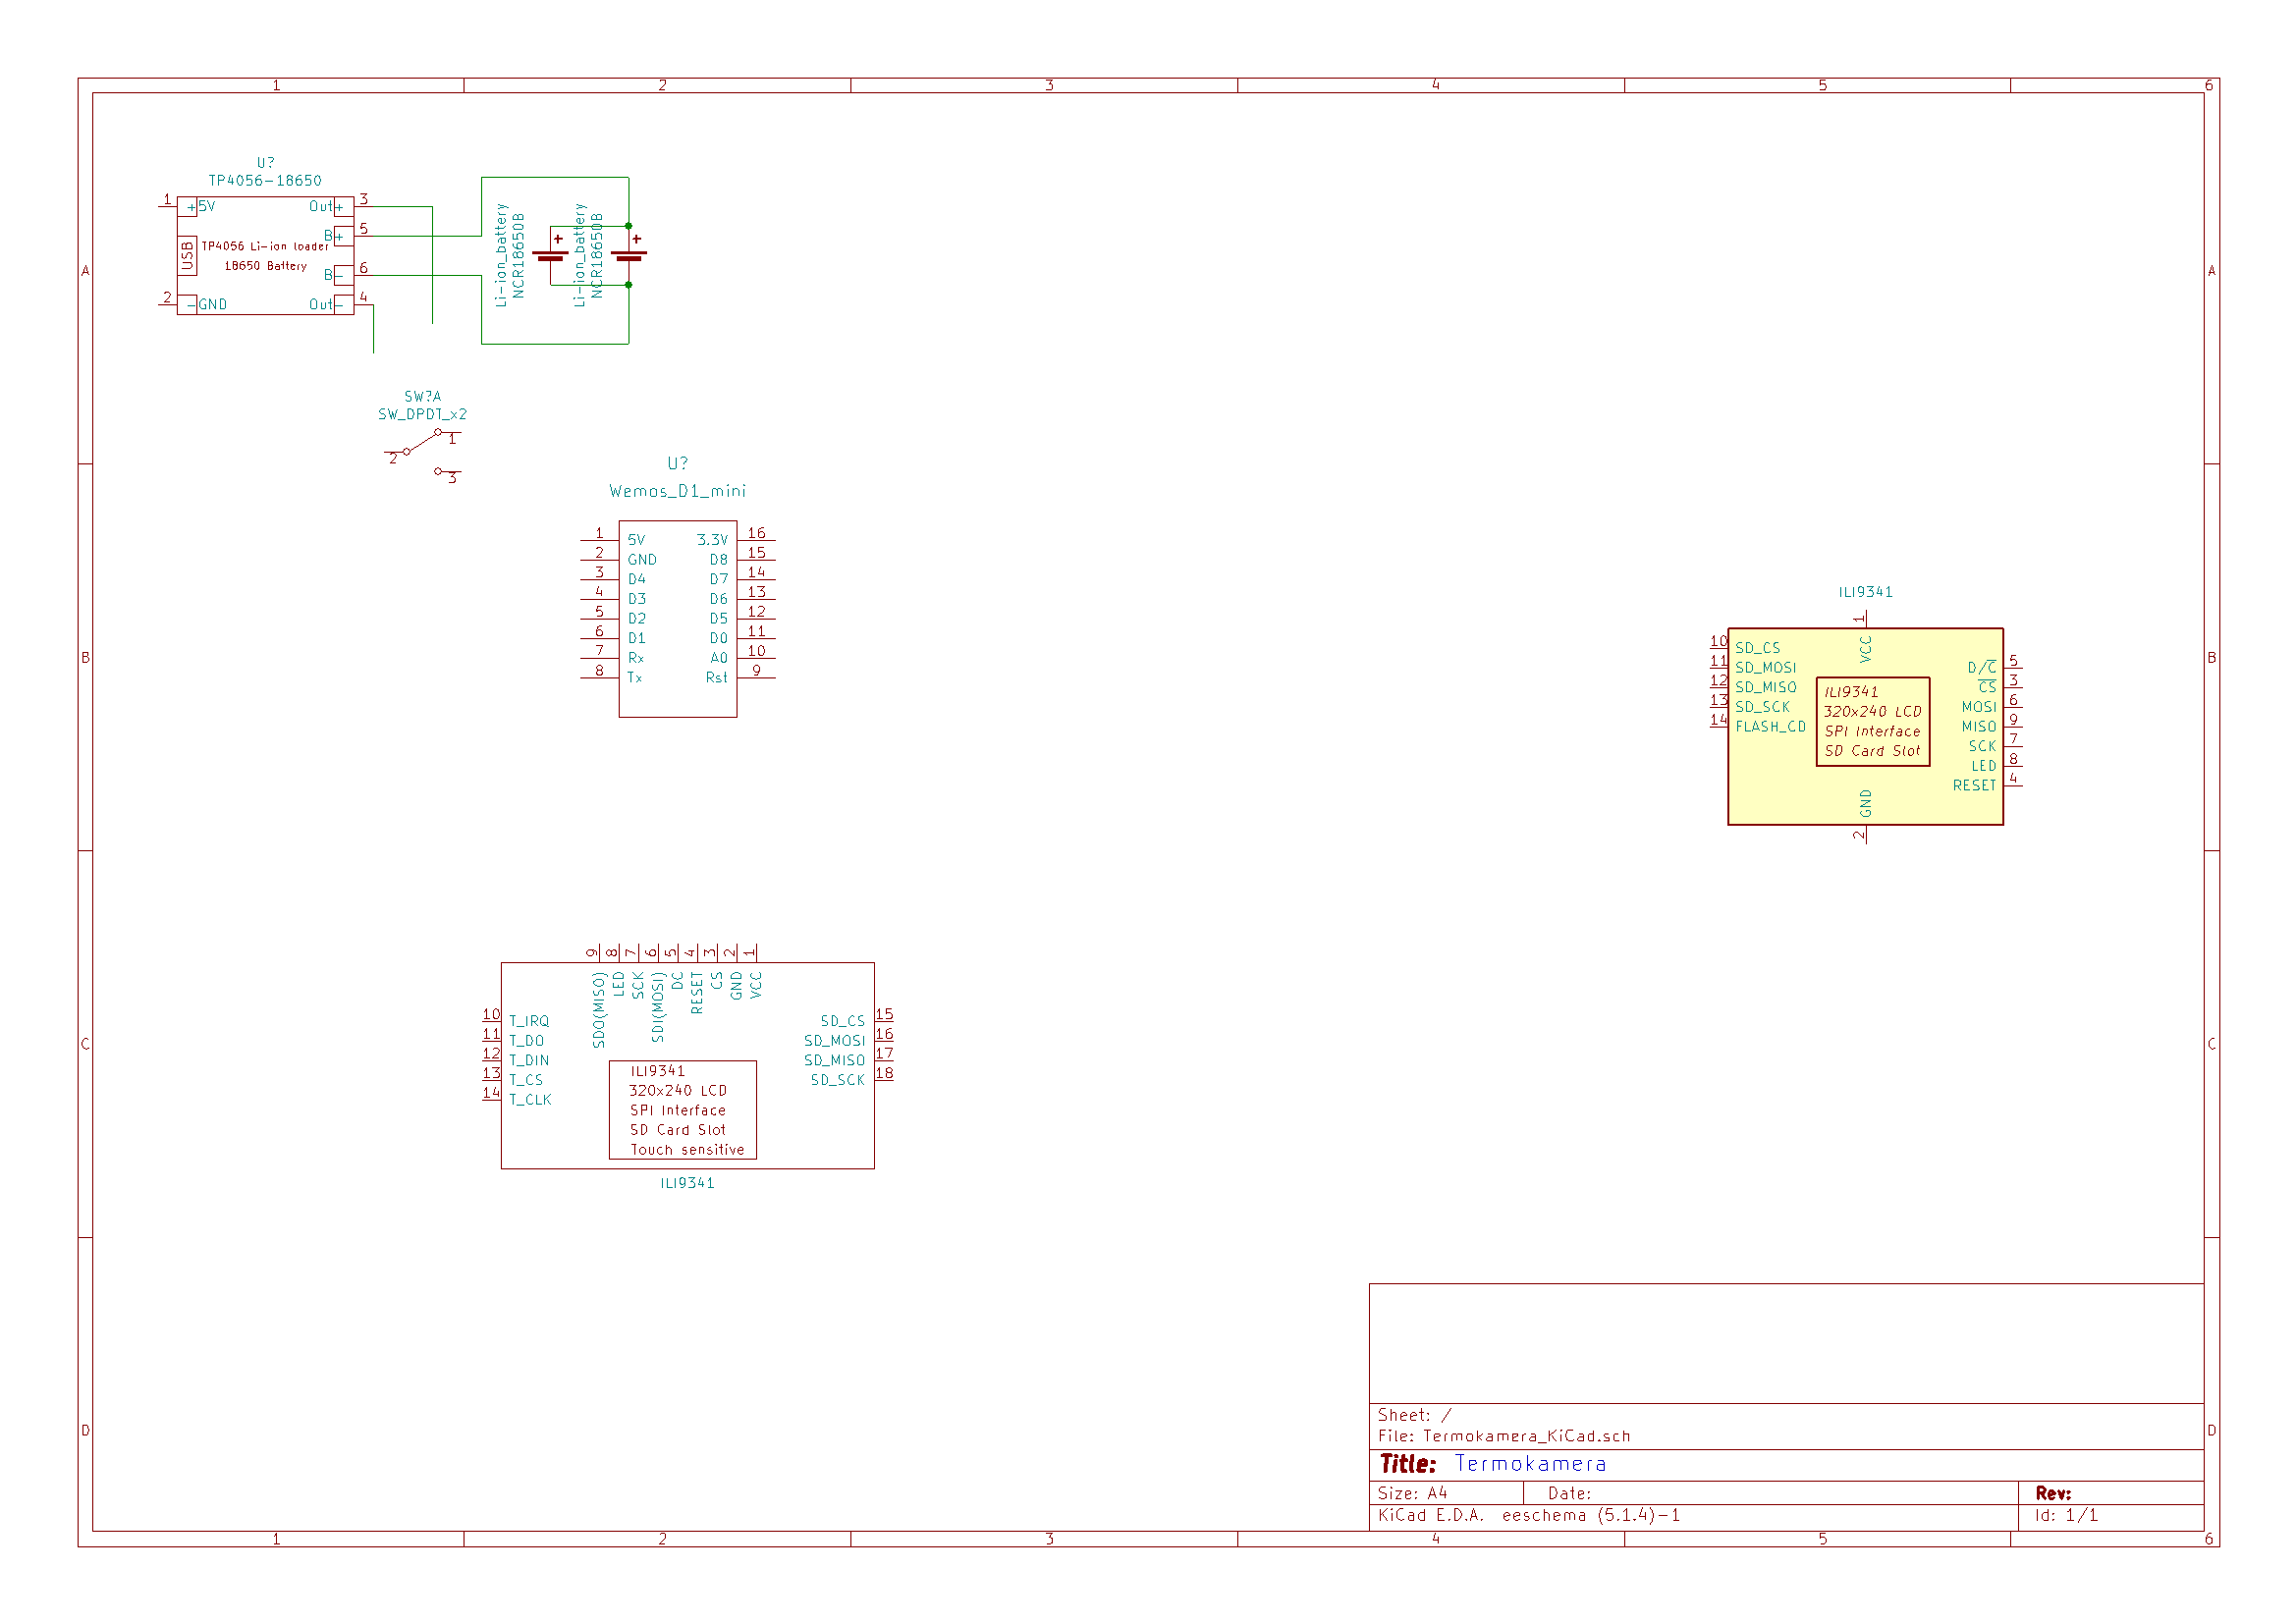 1 2 3 4 5 6
A
B
C
D
A
B
C
D
U?
TP4056-18650
1 +5V
2 -GND
USB
TP4056 Li-ion loader
18650 Battery
Out+ 3
B+ 5
B- 6
Out- 4
Li-ion_battery
NCR18650B
+
Li-ion_battery
NCR18650B
+
SW?A
SW_DPDT_x2
1
2
3
U?
Wemos_D1_mini
1 5V 3.3V 16
2 GND D8 15
3 D4 D7 14
4 D3 D6 13
5 D2 D5 12
6 D1 D0 11
7 Rx A0 10
8 Tx Rst 9
ILI9341
1 VCC
10 SD_CS
11 SD_MOSI
12 SD_MISO
13 SD_SCK
14 FLASH_CD
ILI9341
320x240 LCD
SPI Interface
SD Card Slot
D/C 5
CS 3
MOSI 6
MISO 9
SCK 7
LED 8
RESET 4
GND 2
9 8 7 6 5 4 3 2 1
SDO(MISO) LED SCK SDI(MOSI) DC RESET CS GND VCC
10 T_IRQ
11 T_DO
12 T_DIN
13 T_CS
14 T_CLK
SD_CS 15
SD_MOSI 16
SD_MISO 17
SD_SCK 18
ILI9341
320x240 LCD
SPI Interface
SD Card Slot
Touch sensitive
ILI9341
Sheet: /
File: Termokamera_KiCad.sch
Title: Termokamera
Size: A4 Date: Rev:
KiCad E.D.A. eeschema (5.1.4)-1 Id: 1/1
1 2 3 4 5 6